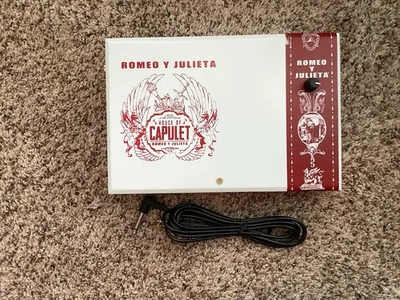 ROMEO Y JULIETA
HOUSE OF
CAPULET
ROMEO Y JULIETA
ROMEO
Y
JULIETA